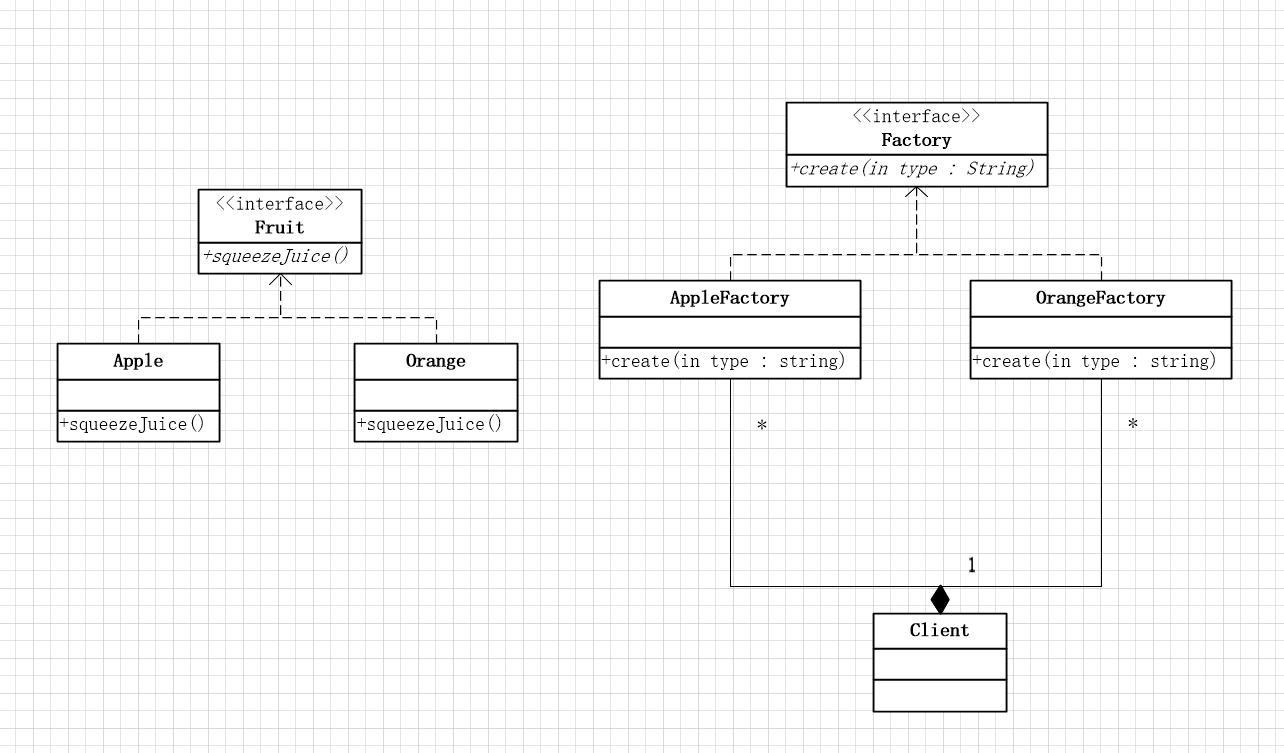 <<interface>>
Factory
+create(in type : String)
<<interface>>
Fruit
+squeezeJuice()
AppleFactory
+create(in type : string)
OrangeFactory
+create(in type : string)
Apple
+squeezeJuice()
Orange
+squeezeJuice()
*
*
1
Client